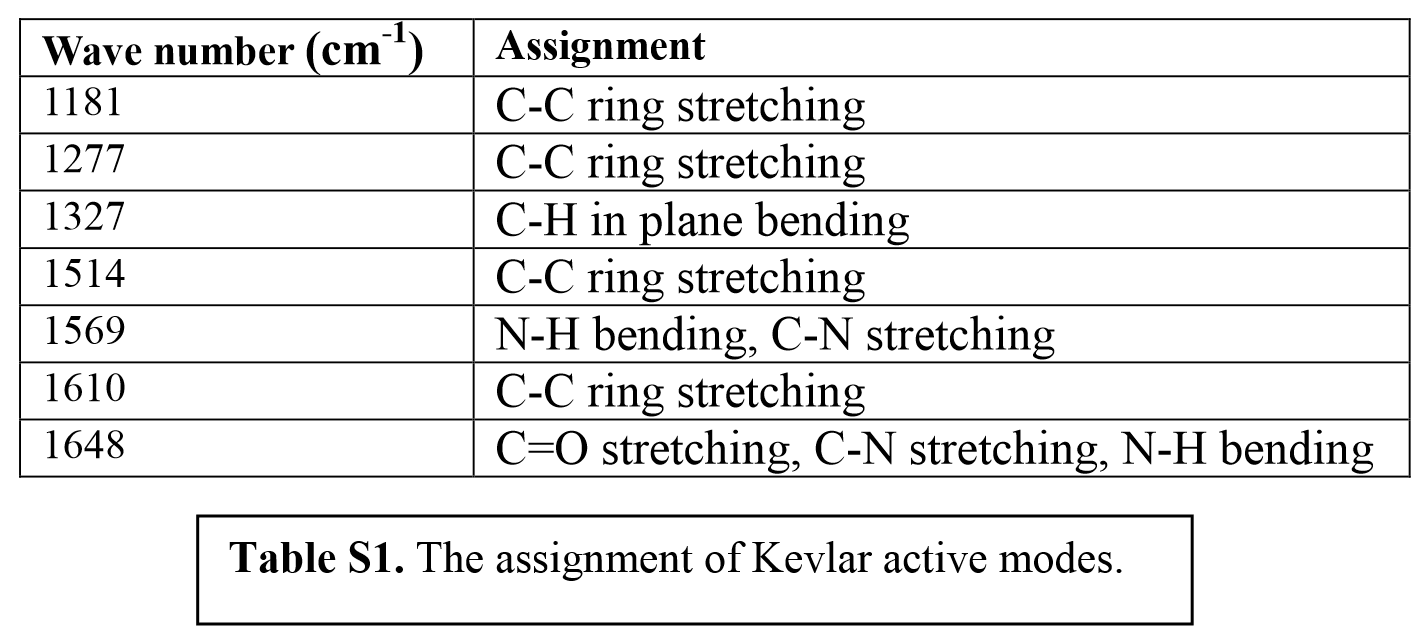 Wave number (cm⁻¹) Assignment
1181 C-C ring stretching
1277 C-C ring stretching
1327 C-H in plane bending
1514 C-C ring stretching
1569 N-H bending, C-N stretching
1610 C-C ring stretching
1648 C=O stretching, C-N stretching, N-H bending
Table S1. The assignment of Kevlar active modes.